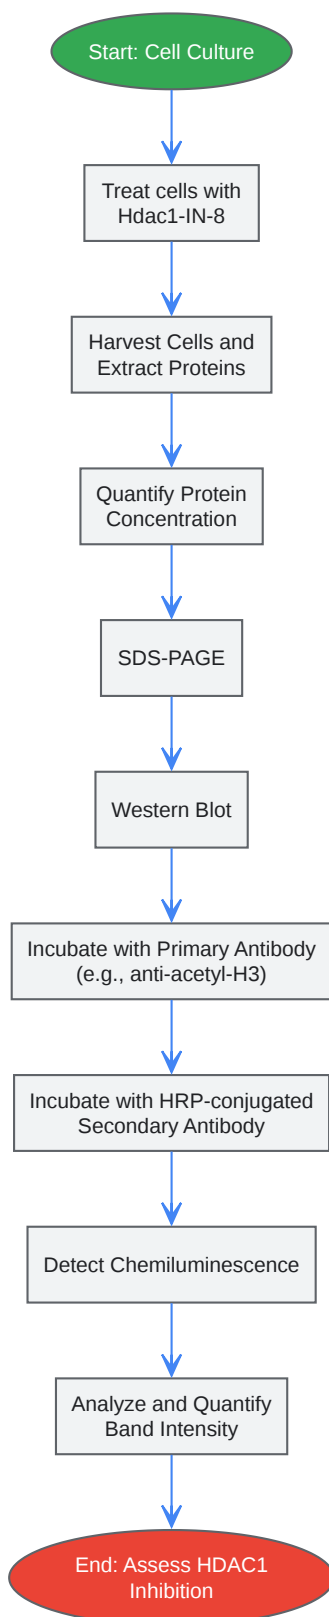 Start: Cell Culture
Treat cells with
Hdac1-IN-8
Harvest Cells and
Extract Proteins
Quantify Protein
Concentration
SDS-PAGE
Western Blot
Incubate with Primary Antibody
(e.g., anti-acetyl-H3)
Incubate with HRP-conjugated
Secondary Antibody
Detect Chemiluminescence
Analyze and Quantify
Band Intensity
End: Assess HDAC1
Inhibition